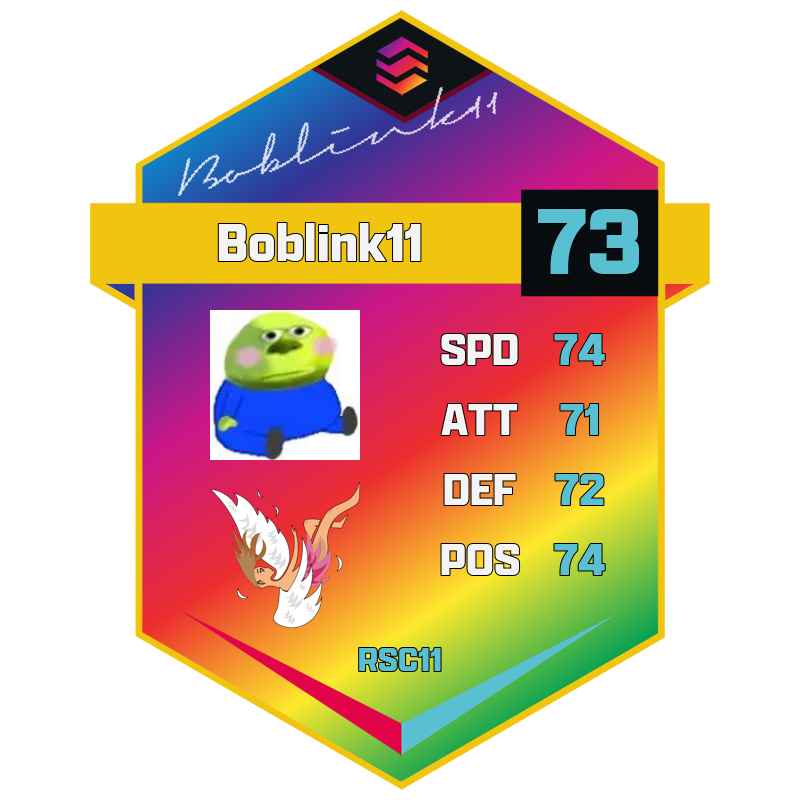 Boblink11
Boblink11
73
SPD 74
ATT 71
DEF 72
POS 74
RSC11